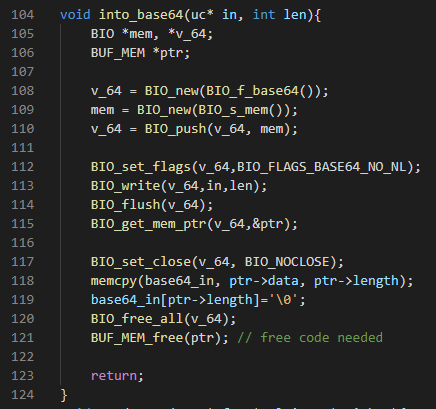 104 void into_base64(uc* in, int len){
105     BIO *mem, *v_64;
106     BUF_MEM *ptr;
107
108     v_64 = BIO_new(BIO_f_base64());
109     mem = BIO_new(BIO_s_mem());
110     v_64 = BIO_push(v_64, mem);
111
112     BIO_set_flags(v_64,BIO_FLAGS_BASE64_NO_NL);
113     BIO_write(v_64,in,len);
114     BIO_flush(v_64);
115     BIO_get_mem_ptr(v_64,&ptr);
116
117     BIO_set_close(v_64, BIO_NOCLOSE);
118     memcpy(base64_in, ptr->data, ptr->length);
119     base64_in[ptr->length]='\0';
120     BIO_free_all(v_64);
121     BUF_MEM_free(ptr); // free code needed
122
123     return;
124 }